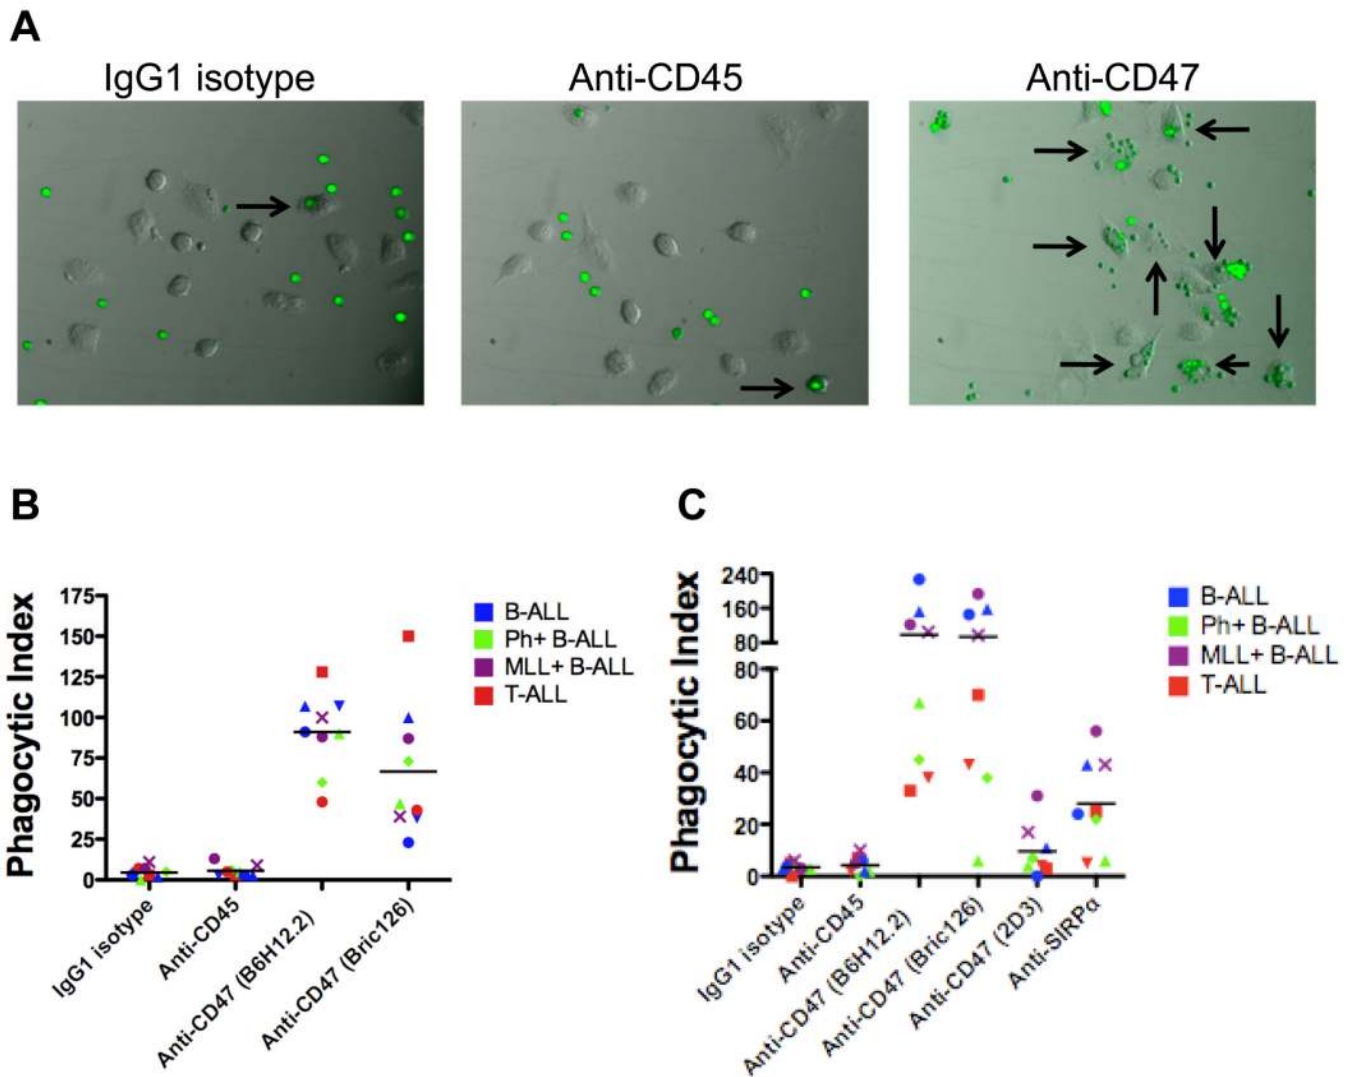 A
IgG1 isotype
Anti-CD45
Anti-CD47
B
Phagocytic Index
175
150
125
100
75
50
25
0
IgG1 isotype
Anti-CD45
Anti-CD47 (B6H12.2)
Anti-CD47 (Bric126)
B-ALL
Ph+ B-ALL
MLL+ B-ALL
T-ALL
C
Phagocytic Index
240
160
80
80
60
40
20
0
IgG1 isotype
Anti-CD45
Anti-CD47 (B6H12.2)
Anti-CD47 (Bric126)
Anti-CD47 (2D3)
Anti-SIRPα
B-ALL
Ph+ B-ALL
MLL+ B-ALL
T-ALL